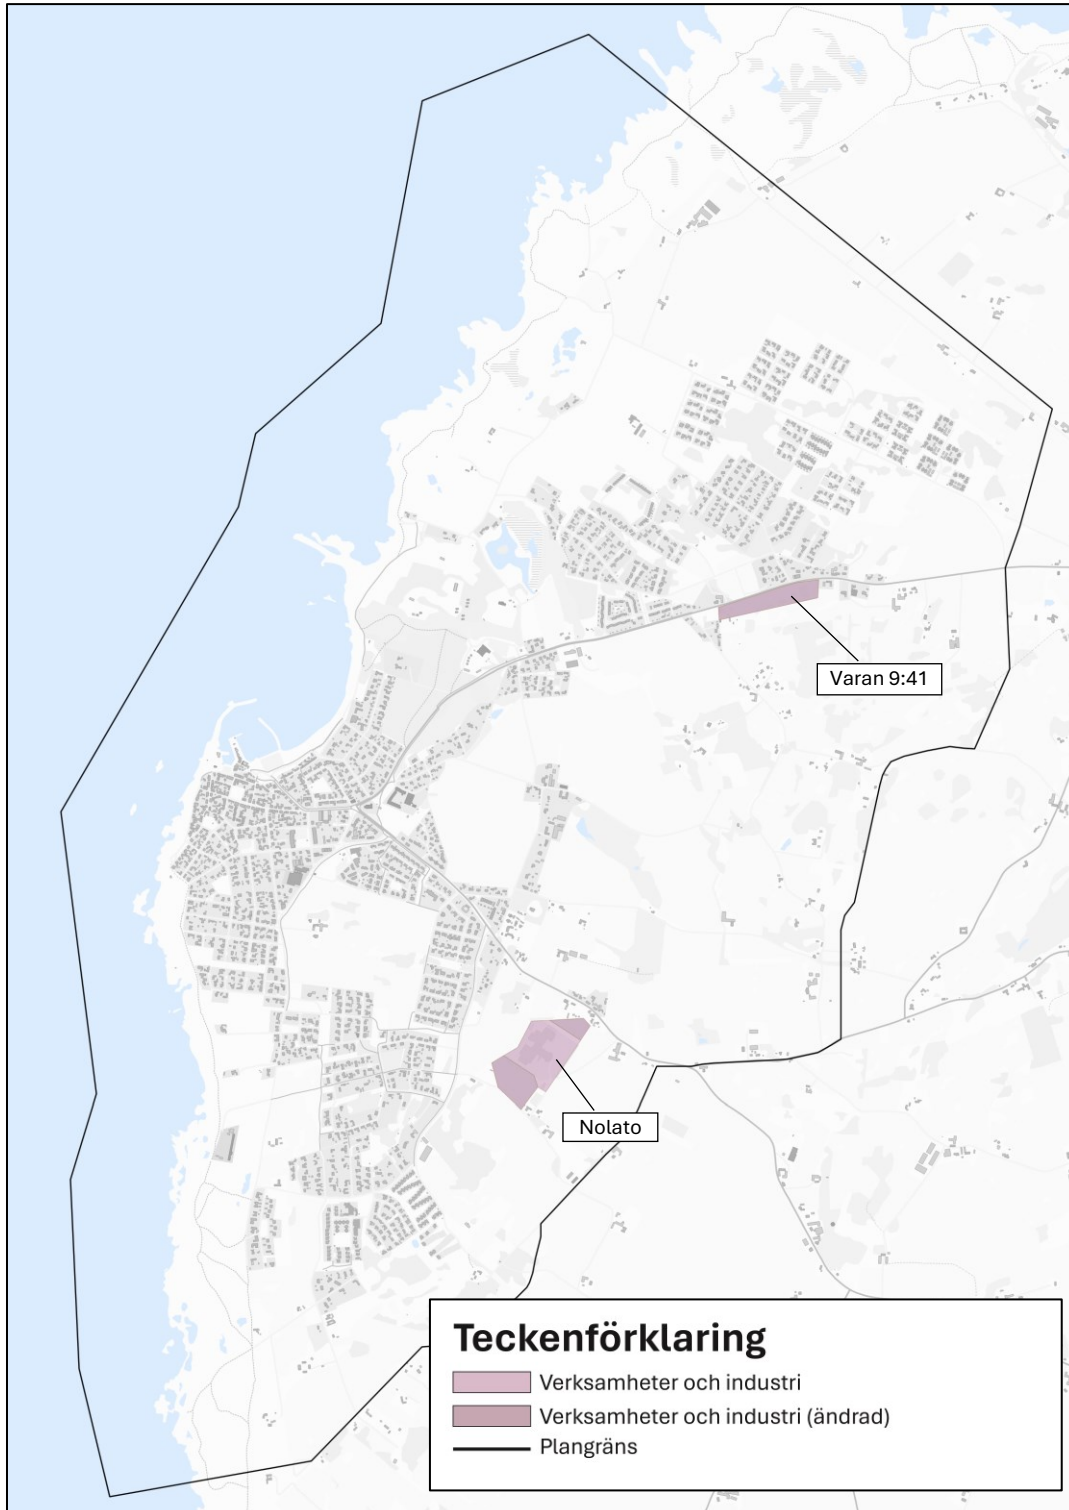 Varan 9:41
Nolato
Teckenförklaring
Verksamheter och industri
Verksamheter och industri (ändrad)
Plangräns